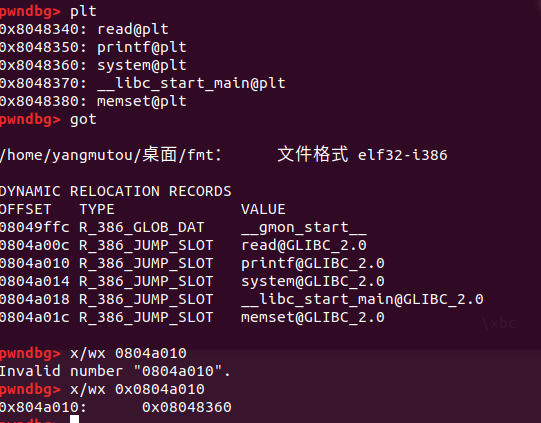 pwndbg> plt
0x8048340: read@plt
0x8048350: printf@plt
0x8048360: system@plt
0x8048370: __libc_start_main@plt
0x8048380: memset@plt
pwndbg> got
/home/yangmutou/桌面/fmt：     文件格式 elf32-i386
DYNAMIC RELOCATION RECORDS
OFFSET   TYPE              VALUE
08049ffc R_386_GLOB_DAT    __gmon_start__
0804a00c R_386_JUMP_SLOT   read@GLIBC_2.0
0804a010 R_386_JUMP_SLOT   printf@GLIBC_2.0
0804a014 R_386_JUMP_SLOT   system@GLIBC_2.0
0804a018 R_386_JUMP_SLOT   __libc_start_main@GLIBC_2.0
0804a01c R_386_JUMP_SLOT   memset@GLIBC_2.0
\xbc
pwndbg> x/wx 0804a010
Invalid number "0804a010".
pwndbg> x/wx 0x0804a010
0x804a010:      0x08048360
pwndbg>